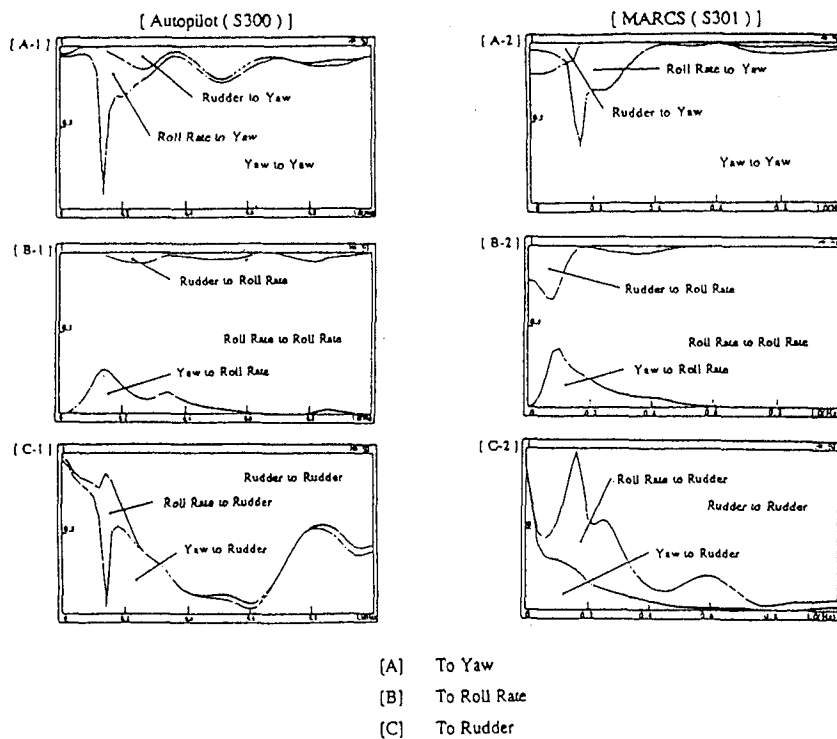 [ Autopilot ( S300 ) ]
[ MARCS ( S301 ) ]
[ A-1 ]
Rudder to Yaw
Roll Rate to Yaw
Yaw to Yaw
[ A-2 ]
Roll Rate to Yaw
Rudder to Yaw
Yaw to Yaw
[ B-1 ]
Rudder to Roll Rate
Roll Rate to Roll Rate
Yaw to Roll Rate
[ B-2 ]
Rudder to Roll Rate
Roll Rate to Roll Rate
Yaw to Roll Rate
[ C-1 ]
Rudder to Rudder
Roll Rate to Rudder
Yaw to Rudder
[ C-2 ]
Roll Rate to Rudder
Rudder to Rudder
Yaw to Rudder
[A] To Yaw
[B] To Roll Rate
[C] To Rudder